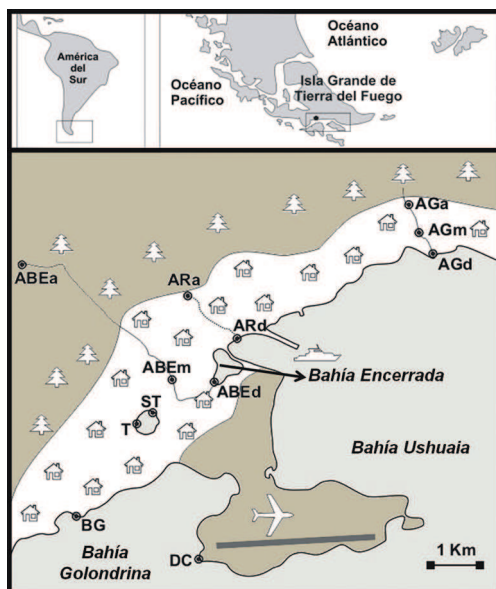 América
del
Sur
Océano
Atlántico
Océano
Pacífico
Isla Grande de
Tierra del Fuego
AGa
AGm
AGd
ABEa
ARa
ARd
ABEm
ABEd
Bahía Encerrada
ST
T
Bahía Ushuaia
BG
Bahía
Golondrina
DC
1 Km